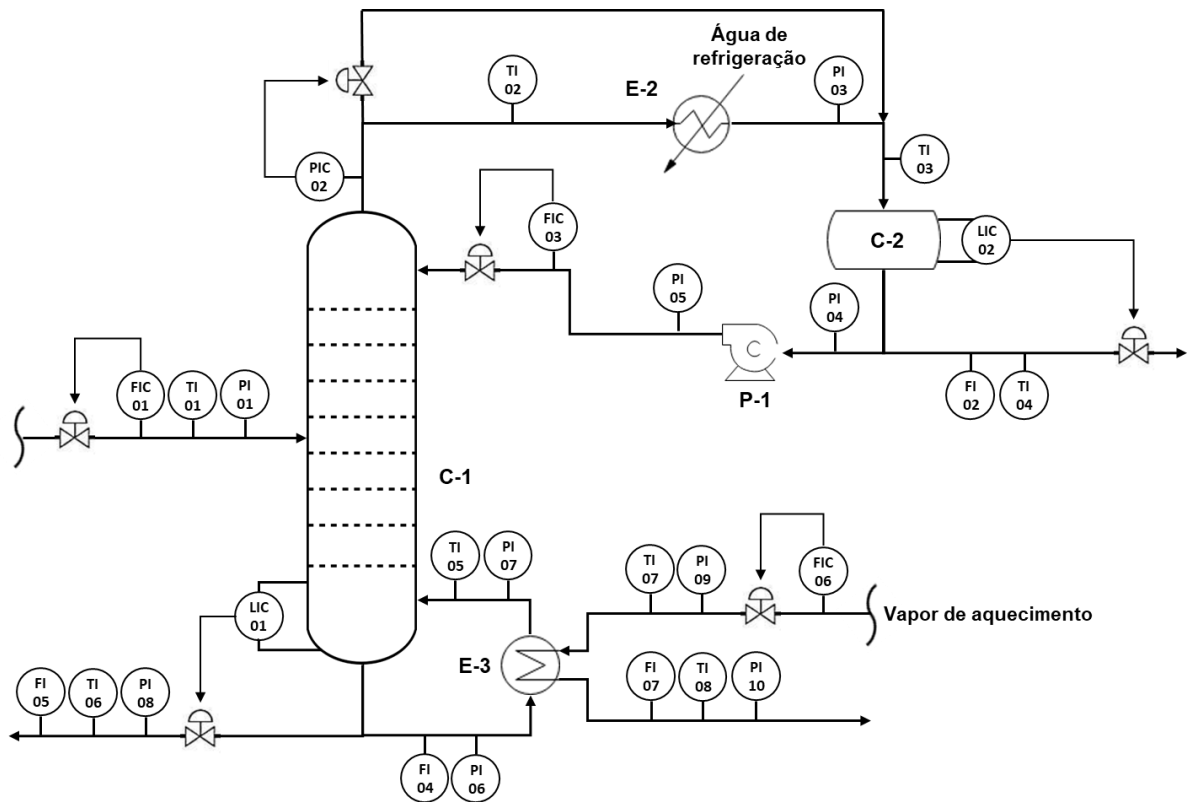 Água de
refrigeração
TI
02
E-2
PI
03
PIC
02
TI
03
FIC
03
C-2
LIC
02
PI
05
PI
04
C
P-1
FI
02
TI
04
FIC
01
TI
01
PI
01
C-1
TI
05
PI
07
TI
07
PI
09
FIC
06
Vapor de aquecimento
LIC
01
E-3
FI
05
TI
06
PI
08
FI
07
TI
08
PI
10
FI
04
PI
06